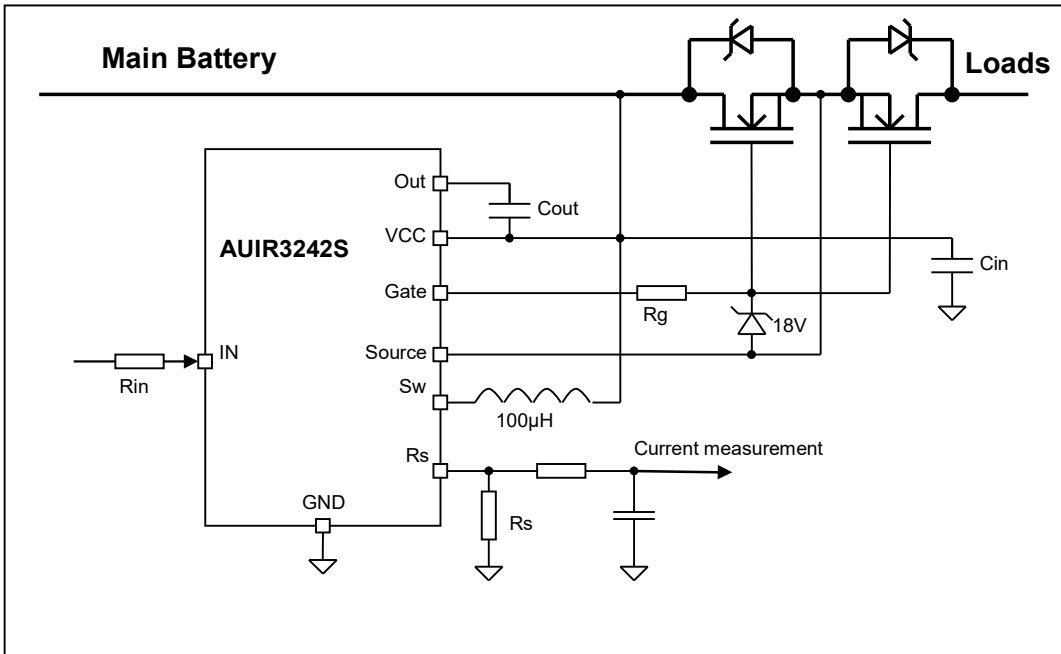 Main Battery
Loads
Out
Cout
VCC
AUIR3242S
Cin
Gate
Rg
18V
Source
IN
Rin
Sw
100µH
Rs
Current measurement
GND
Rs